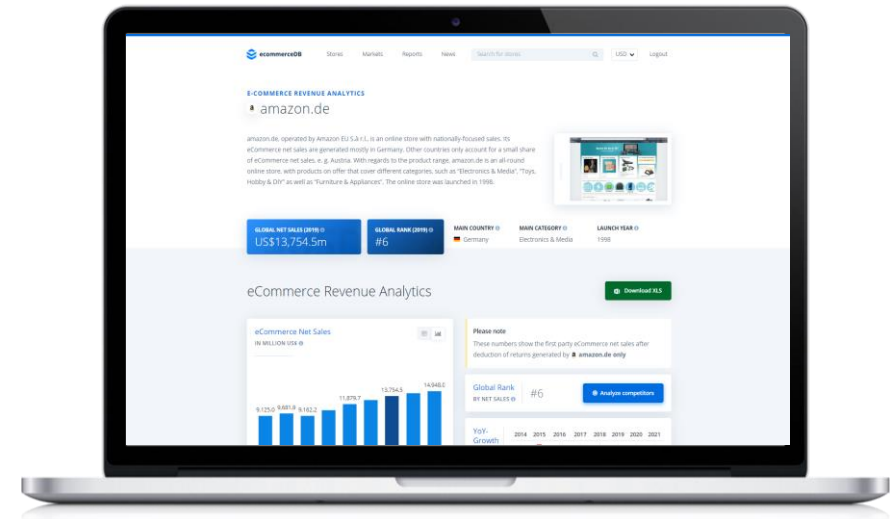 ecommerceDB Stores Markets Reports News Search for stores USD Logout
E-COMMERCE REVENUE ANALYTICS
a amazon.de
amazon.de, operated by Amazon EU S.à r.l., is an online store with nationally-focused sales. Its
eCommerce net sales are generated mostly in Germany. Other countries only account for a small share
of eCommerce net sales, e. g. Austria. With regards to the product range, amazon.de is an all-round
online store, with products on offer that cover different categories, such as "Electronics & Media", "Toys,
Hobby & DIY" as well as "Furniture & Appliances". The online store was launched in 1998.
GLOBAL NET SALES (2019) GLOBAL RANK (2019) MAIN COUNTRY MAIN CATEGORY LAUNCH YEAR
US$13,754.5m #6 Germany Electronics & Media 1998
eCommerce Revenue Analytics
Download XLS
eCommerce Net Sales
IN MILLION US$
Please note
These numbers show the first party eCommerce net sales after
deduction of returns generated by a amazon.de only
Global Rank
BY NET SALES
#6
Analyze competitors
9,125.0 9,681.8 9,162.2 11,879.7 13,754.5 14,948.0
YoY-
Growth
2014 2015 2016 2017 2018 2019 2020 2021